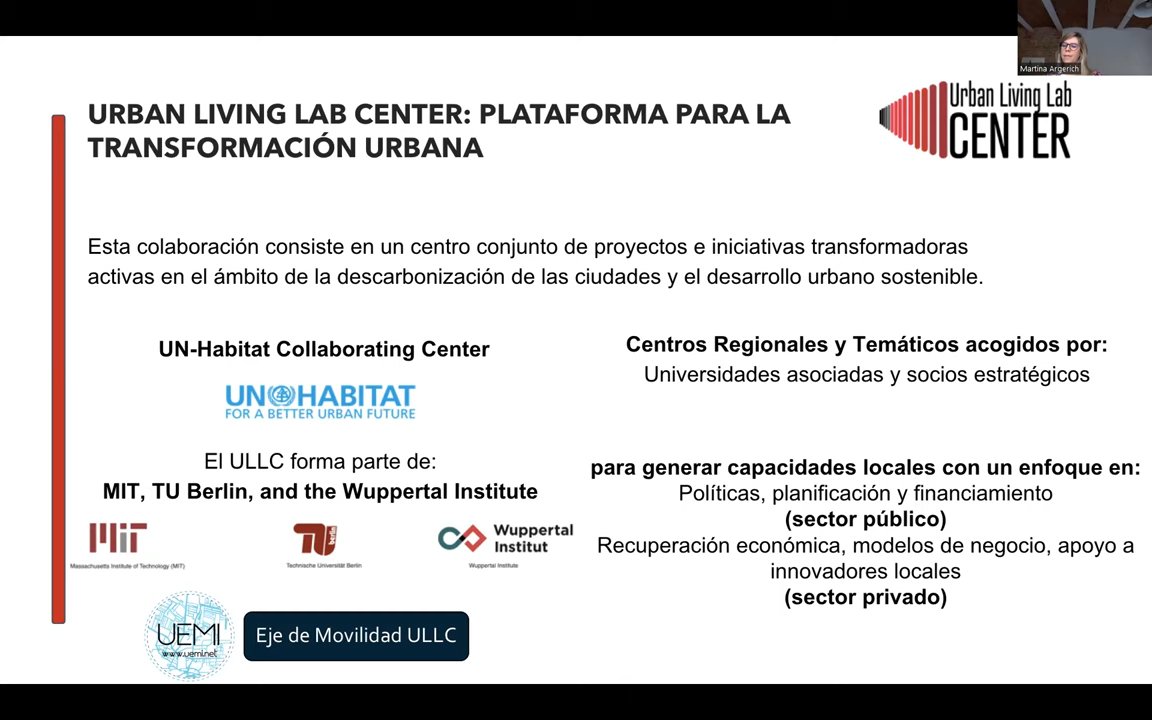 Martina Argerich
Urban Living Lab
CENTER
URBAN LIVING LAB CENTER: PLATAFORMA PARA LA
TRANSFORMACIÓN URBANA
Esta colaboración consiste en un centro conjunto de proyectos e iniciativas transformadoras
activas en el ámbito de la descarbonización de las ciudades y el desarrollo urbano sostenible.
UN-Habitat Collaborating Center
UN HABITAT
FOR A BETTER URBAN FUTURE
El ULLC forma parte de:
MIT, TU Berlin, and the Wuppertal Institute
MIT
Massachusetts Institute of Technology (MIT)
TU
berlin
Technische Universität Berlin
Wuppertal
Institut
Wuppertal Institute
UEMI
www.uemi.net
Eje de Movilidad ULLC
Centros Regionales y Temáticos acogidos por:
Universidades asociadas y socios estratégicos
para generar capacidades locales con un enfoque en:
Políticas, planificación y financiamiento
(sector público)
Recuperación económica, modelos de negocio, apoyo a
innovadores locales
(sector privado)